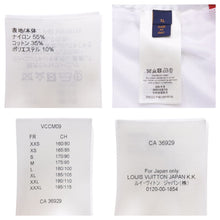 表地/本体
ナイロン 55%
コットン 35%
ポリエステル 10%
XL
VCCM09
FR CH
XXS 160/80
XS 165/85
S 170/90
M 175/95
L 180/100
XL 185/105
XXL 185/110
XXXL 190/115
CA 36929
CA 36929
For Japan only
LOUIS VUITTON JAPAN K.K.
ルイ・ヴィトン ジャパン(株)
0120-00-1854